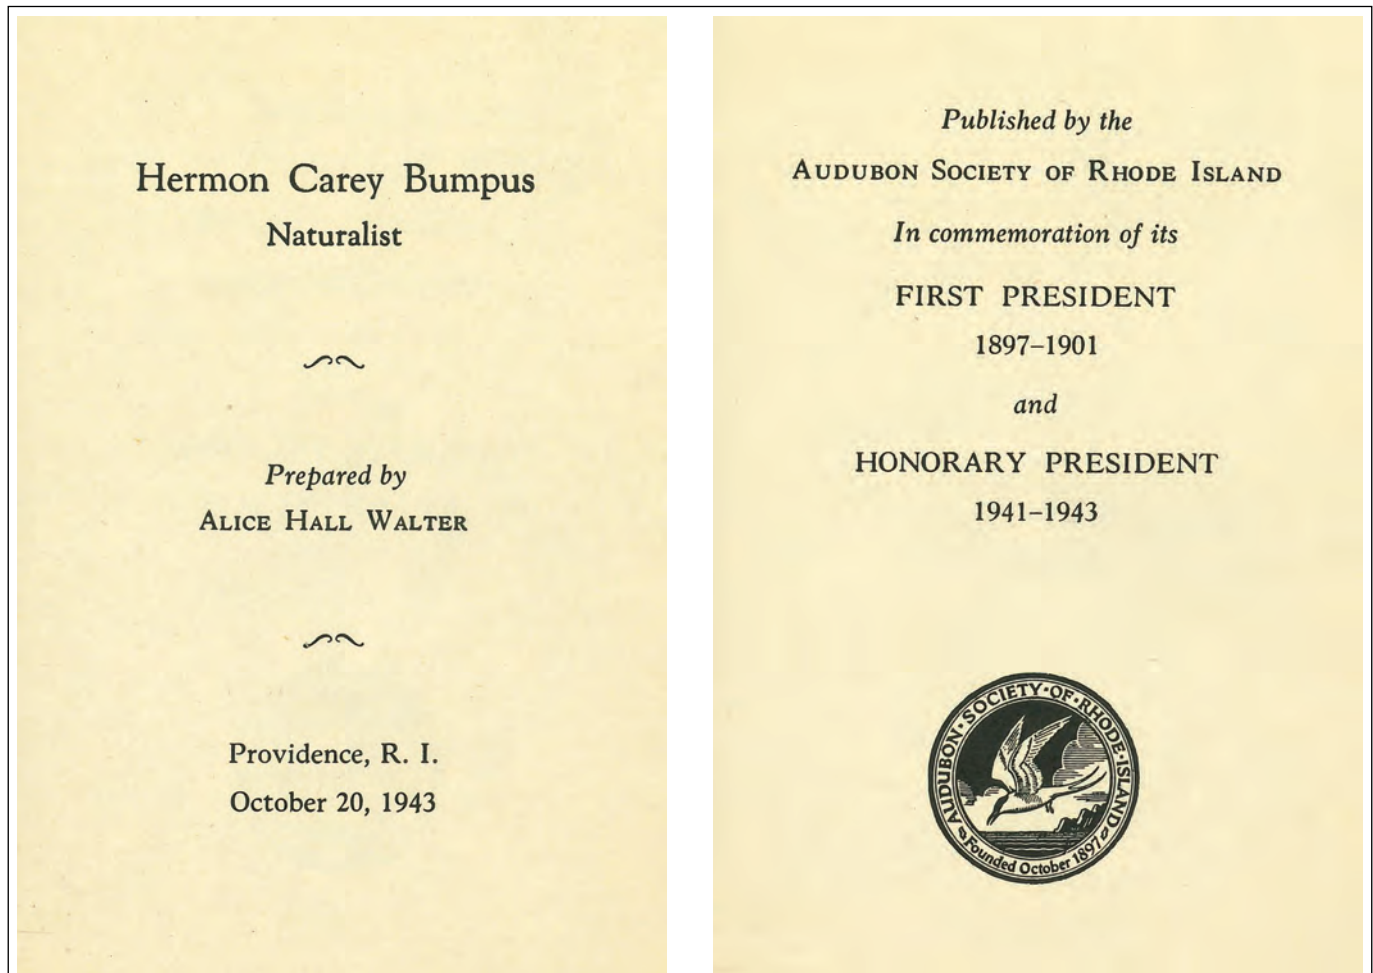 Hermon Carey Bumpus
Naturalist
Prepared by
ALICE HALL WALTER
Providence, R. I.
October 20, 1943
Published by the
AUDUBON SOCIETY OF RHODE ISLAND
In commemoration of its
FIRST PRESIDENT
1897–1901
and
HONORARY PRESIDENT
1941–1943
AUDUBON·SOCIETY·OF·RHODE·ISLAND
Founded October 1897